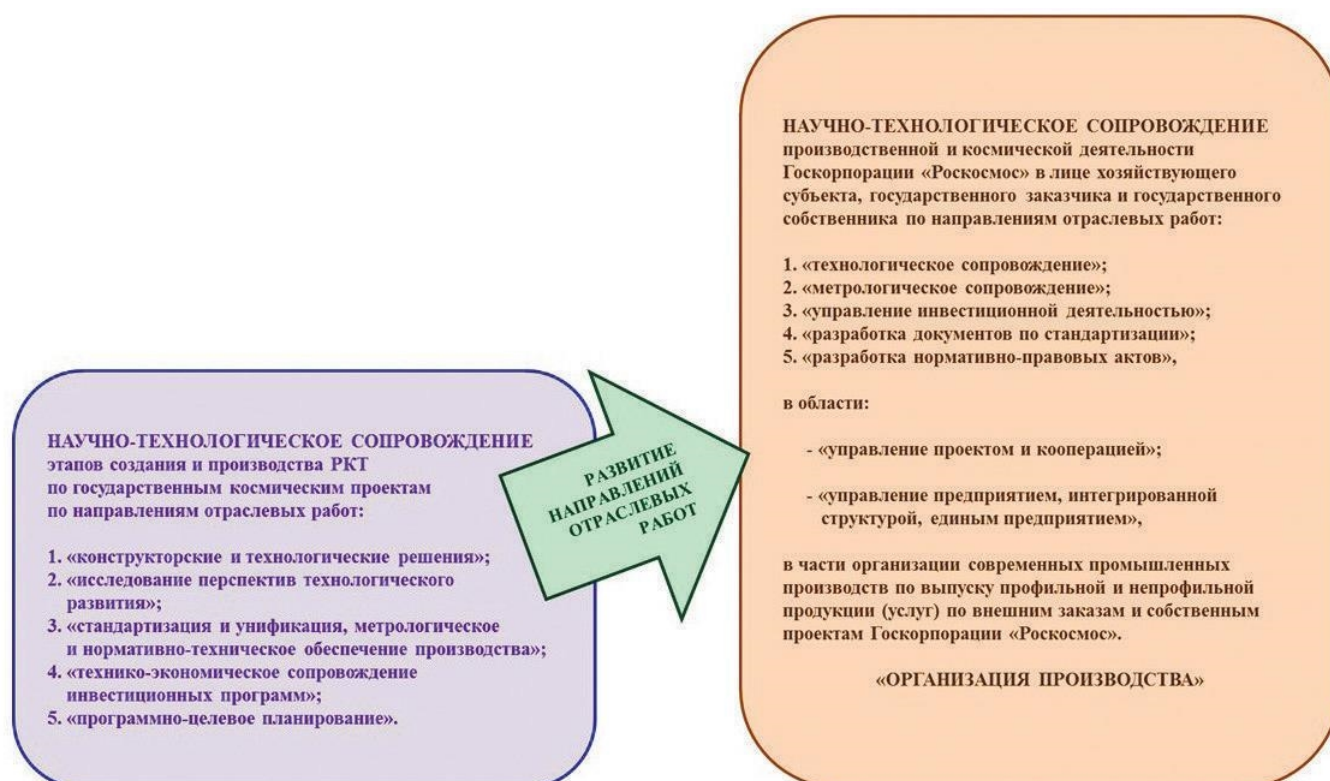 НАУЧНО-ТЕХНОЛОГИЧЕСКОЕ СОПРОВОЖДЕНИЕ
этапов создания и производства РКТ
по государственным космическим проектам
по направлениям отраслевых работ:
1. «конструкторские и технологические решения»;
2. «исследование перспектив технологического
развития»;
3. «стандартизация и унификация, метрологическое
и нормативно-техническое обеспечение производства»;
4. «технико-экономическое сопровождение
инвестиционных программ»;
5. «программно-целевое планирование».
РАЗВИТИЕ
НАПРАВЛЕНИЙ
ОТРАСЛЕВЫХ
РАБОТ
НАУЧНО-ТЕХНОЛОГИЧЕСКОЕ СОПРОВОЖДЕНИЕ
производственной и космической деятельности
Госкорпорации «Роскосмос» в лице хозяйствующего
субъекта, государственного заказчика и государственного
собственника по направлениям отраслевых работ:
1. «технологическое сопровождение»;
2. «метрологическое сопровождение»;
3. «управление инвестиционной деятельностью»;
4. «разработка документов по стандартизации»;
5. «разработка нормативно-правовых актов»,
в области:
- «управление проектом и кооперацией»;
- «управление предприятием, интегрированной
структурой, единым предприятием»,
в части организации современных промышленных
производств по выпуску профильной и непрофильной
продукции (услуг) по внешним заказам и собственным
проектам Госкорпорации «Роскосмос».
«ОРГАНИЗАЦИЯ ПРОИЗВОДСТВА»